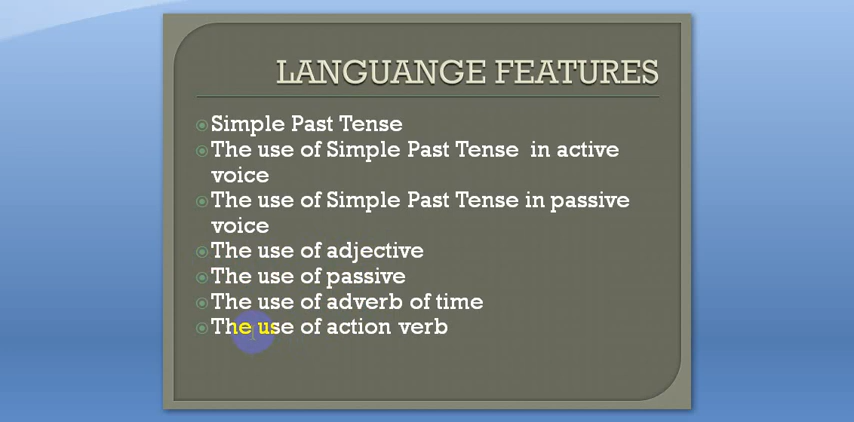 LANGUANGE FEATURES
Simple Past Tense
The use of Simple Past Tense in active
voice
The use of Simple Past Tense in passive
voice
The use of adjective
The use of passive
The use of adverb of time
The use of action verb